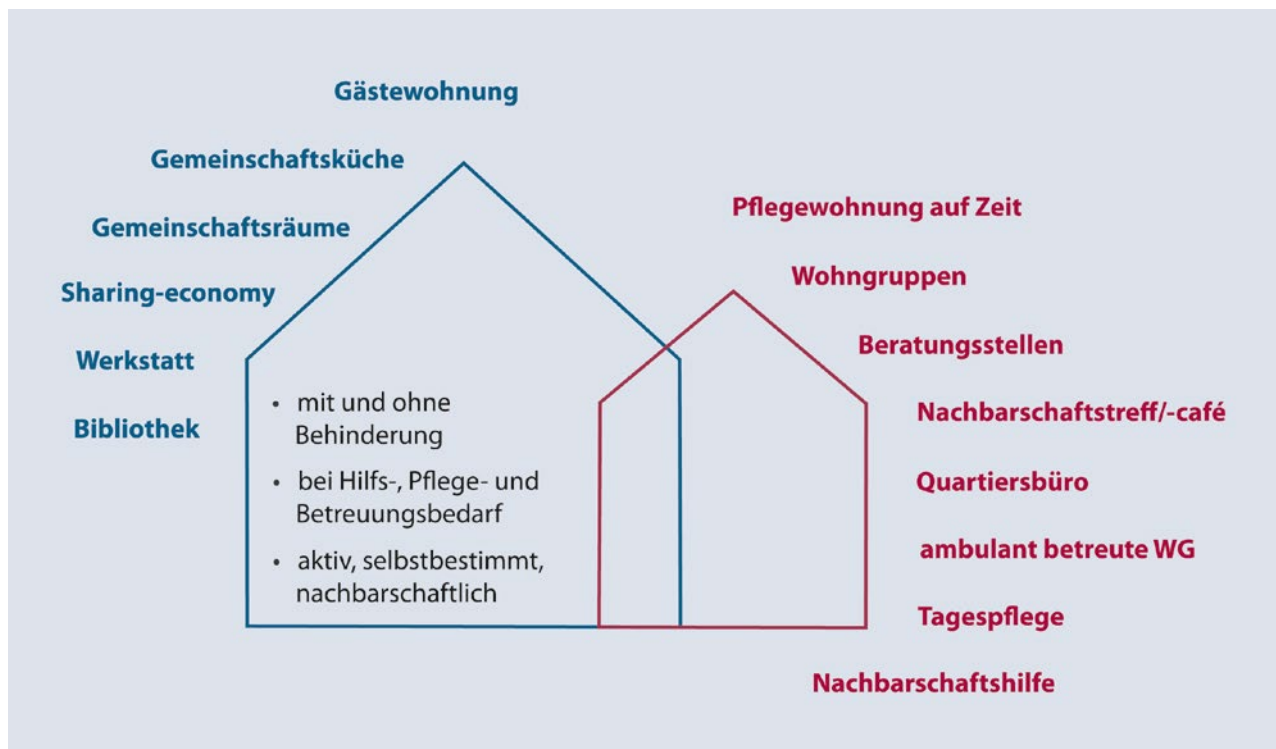 Gästewohnung
Gemeinschaftsküche
Gemeinschaftsräume
Sharing-economy
Werkstatt
Bibliothek
• mit und ohne
Behinderung
• bei Hilfs-, Pflege- und
Betreuungsbedarf
• aktiv, selbstbestimmt,
nachbarschaftlich
Pflegewohnung auf Zeit
Wohngruppen
Beratungsstellen
Nachbarschaftstreff/-café
Quartiersbüro
ambulant betreute WG
Tagespflege
Nachbarschaftshilfe